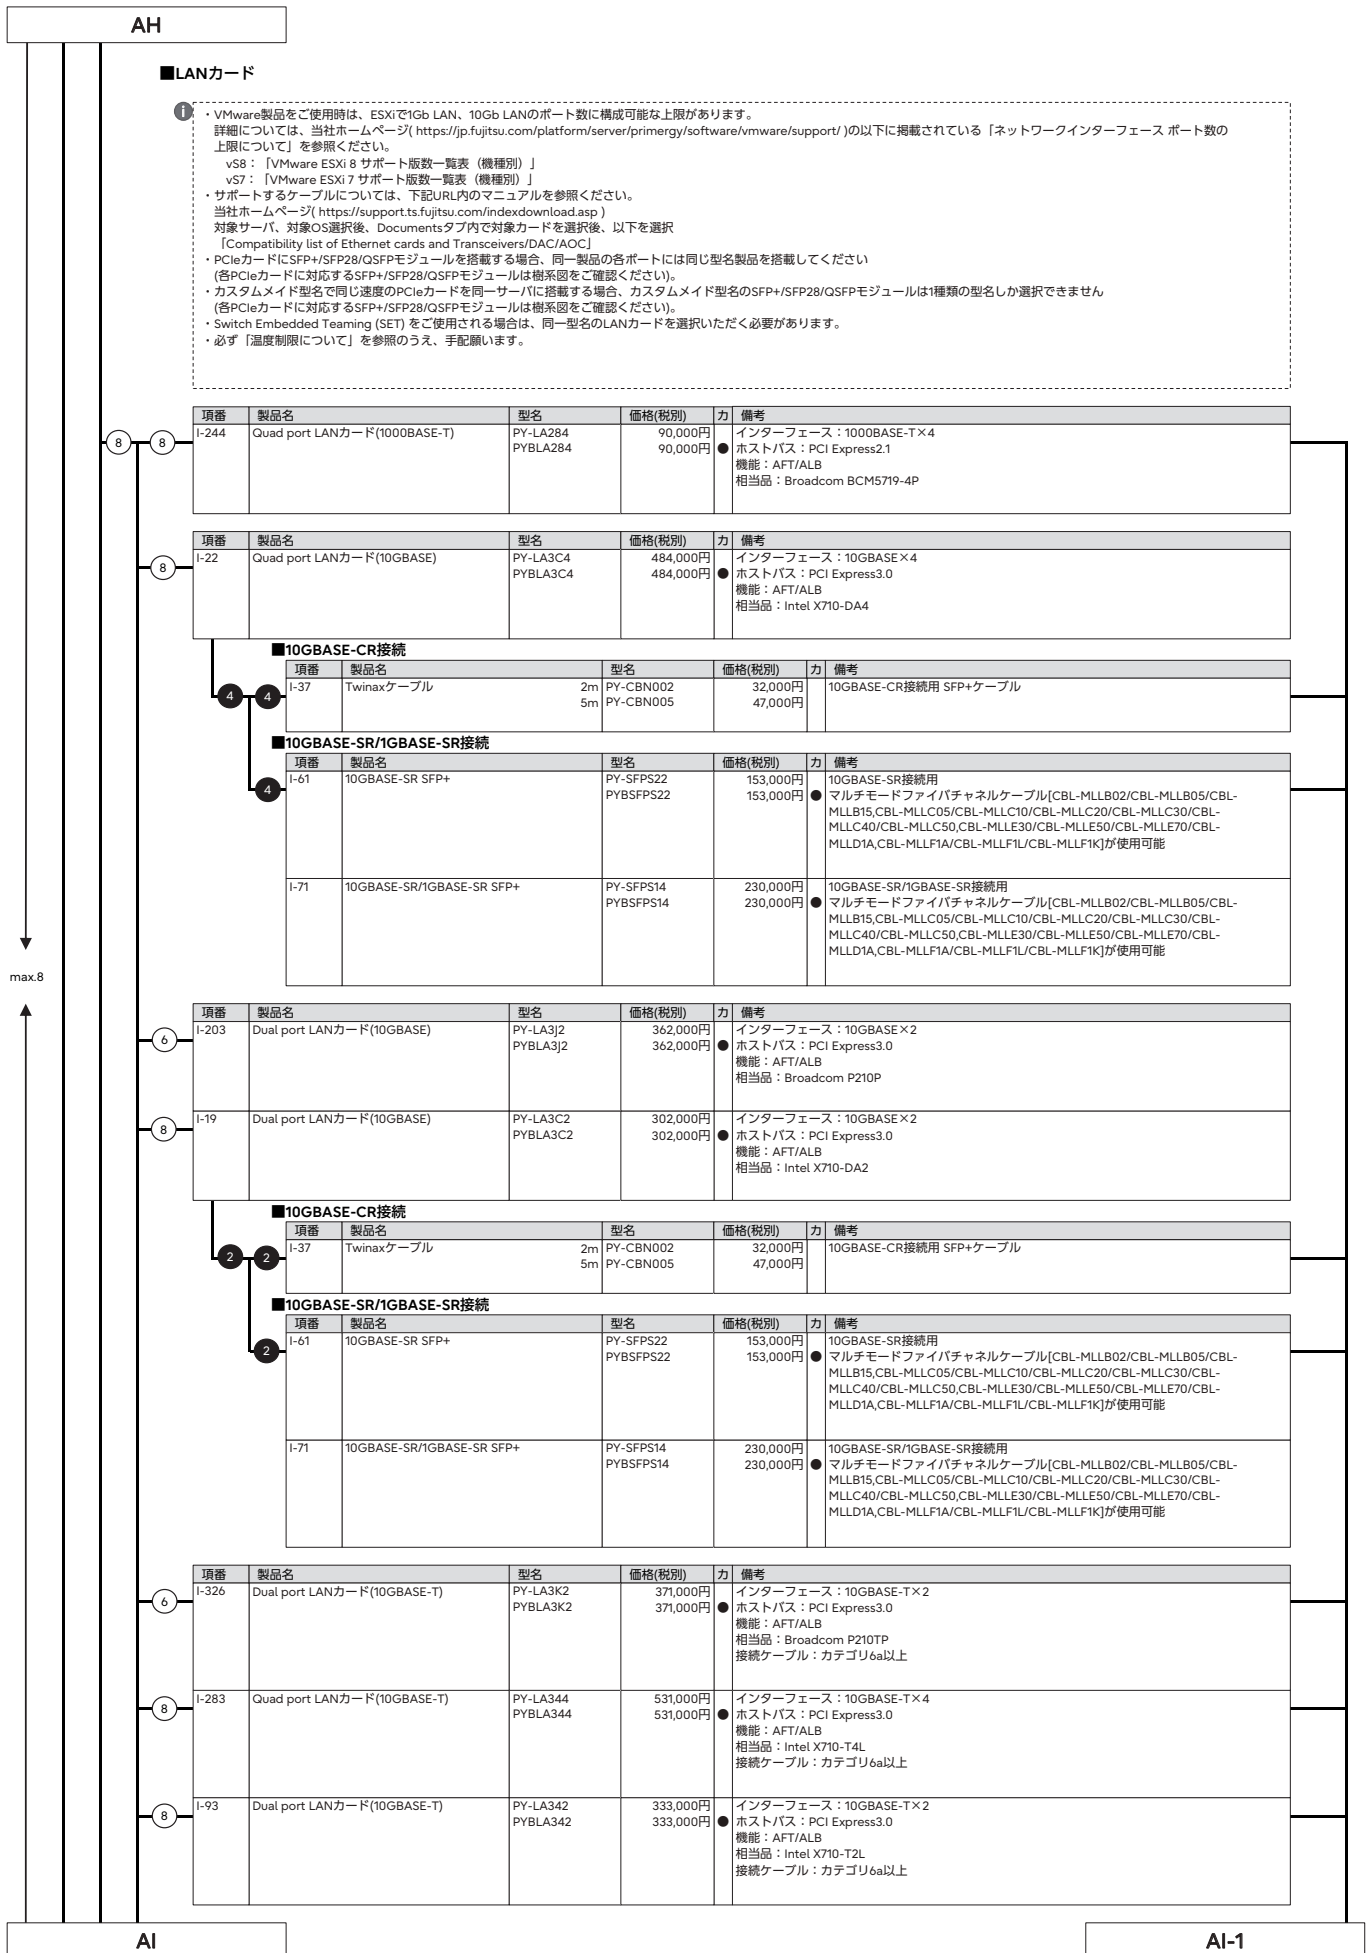 AH
■LANカード
・VMware製品をご使用時は、ESXiで1Gb LAN、10Gb LANのポート数に構成可能な上限があります。
詳細については、当社ホームページ( https://jp.fujitsu.com/platform/server/primergy/software/vmware/support/ )の以下に掲載されている「ネットワークインターフェース ポート数の
上限について」を参照ください。
vS8：「VMware ESXi 8 サポート版数一覧表（機種別）」
vS7：「VMware ESXi 7 サポート版数一覧表（機種別）」
・サポートするケーブルについては、下記URL内のマニュアルを参照ください。
当社ホームページ( https://support.ts.fujitsu.com/indexdownload.asp )
対象サーバ、対象OS選択後、Documentsタブ内で対象カードを選択後、以下を選択
「Compatibility list of Ethernet cards and Transceivers/DAC/AOC」
・PCIeカードにSFP+/SFP28/QSFPモジュールを搭載する場合、同一製品の各ポートには同じ型名製品を搭載してください
(各PCIeカードに対応するSFP+/SFP28/QSFPモジュールは樹系図をご確認ください)。
・カスタムメイド型名で同じ速度のPCIeカードを同一サーバに搭載する場合、カスタムメイド型名のSFP+/SFP28/QSFPモジュールは1種類の型名しか選択できません
(各PCIeカードに対応するSFP+/SFP28/QSFPモジュールは樹系図をご確認ください)。
・Switch Embedded Teaming (SET) をご使用される場合は、同一型名のLANカードを選択いただく必要があります。
・必ず「温度制限について」を参照のうえ、手配願います。
項番 製品名 型名 価格(税別) カ 備考
8 8 I-244 Quad port LANカード(1000BASE-T) PY-LA284 90,000円 インターフェース：1000BASE-T×4
PYBLA284 90,000円 ● ホストバス：PCI Express2.1
機能：AFT/ALB
相当品：Broadcom BCM5719-4P
項番 製品名 型名 価格(税別) カ 備考
8 I-22 Quad port LANカード(10GBASE) PY-LA3C4 484,000円 インターフェース：10GBASE×4
PYBLA3C4 484,000円 ● ホストバス：PCI Express3.0
機能：AFT/ALB
相当品：Intel X710-DA4
■10GBASE-CR接続
項番 製品名 型名 価格(税別) カ 備考
4 4 I-37 Twinaxケーブル 2m PY-CBN002 32,000円 10GBASE-CR接続用 SFP+ケーブル
5m PY-CBN005 47,000円
■10GBASE-SR/1GBASE-SR接続
項番 製品名 型名 価格(税別) カ 備考
4 I-61 10GBASE-SR SFP+ PY-SFPS22 153,000円 10GBASE-SR接続用
PYBSFPS22 153,000円 ● マルチモードファイバチャネルケーブル[CBL-MLLB02/CBL-MLLB05/CBL-
MLLB15,CBL-MLLC05/CBL-MLLC10/CBL-MLLC20/CBL-MLLC30/CBL-
MLLC40/CBL-MLLC50,CBL-MLLE30/CBL-MLLE50/CBL-MLLE70/CBL-
MLLD1A,CBL-MLLF1A/CBL-MLLF1L/CBL-MLLF1K]が使用可能
I-71 10GBASE-SR/1GBASE-SR SFP+ PY-SFPS14 230,000円 10GBASE-SR/1GBASE-SR接続用
PYBSFPS14 230,000円 ● マルチモードファイバチャネルケーブル[CBL-MLLB02/CBL-MLLB05/CBL-
MLLB15,CBL-MLLC05/CBL-MLLC10/CBL-MLLC20/CBL-MLLC30/CBL-
MLLC40/CBL-MLLC50,CBL-MLLE30/CBL-MLLE50/CBL-MLLE70/CBL-
MLLD1A,CBL-MLLF1A/CBL-MLLF1L/CBL-MLLF1K]が使用可能
max.8
項番 製品名 型名 価格(税別) カ 備考
6 I-203 Dual port LANカード(10GBASE) PY-LA3J2 362,000円 インターフェース：10GBASE×2
PYBLA3J2 362,000円 ● ホストバス：PCI Express3.0
機能：AFT/ALB
相当品：Broadcom P210P
8 I-19 Dual port LANカード(10GBASE) PY-LA3C2 302,000円 インターフェース：10GBASE×2
PYBLA3C2 302,000円 ● ホストバス：PCI Express3.0
機能：AFT/ALB
相当品：Intel X710-DA2
■10GBASE-CR接続
項番 製品名 型名 価格(税別) カ 備考
2 2 I-37 Twinaxケーブル 2m PY-CBN002 32,000円 10GBASE-CR接続用 SFP+ケーブル
5m PY-CBN005 47,000円
■10GBASE-SR/1GBASE-SR接続
項番 製品名 型名 価格(税別) カ 備考
2 I-61 10GBASE-SR SFP+ PY-SFPS22 153,000円 10GBASE-SR接続用
PYBSFPS22 153,000円 ● マルチモードファイバチャネルケーブル[CBL-MLLB02/CBL-MLLB05/CBL-
MLLB15,CBL-MLLC05/CBL-MLLC10/CBL-MLLC20/CBL-MLLC30/CBL-
MLLC40/CBL-MLLC50,CBL-MLLE30/CBL-MLLE50/CBL-MLLE70/CBL-
MLLD1A,CBL-MLLF1A/CBL-MLLF1L/CBL-MLLF1K]が使用可能
I-71 10GBASE-SR/1GBASE-SR SFP+ PY-SFPS14 230,000円 10GBASE-SR/1GBASE-SR接続用
PYBSFPS14 230,000円 ● マルチモードファイバチャネルケーブル[CBL-MLLB02/CBL-MLLB05/CBL-
MLLB15,CBL-MLLC05/CBL-MLLC10/CBL-MLLC20/CBL-MLLC30/CBL-
MLLC40/CBL-MLLC50,CBL-MLLE30/CBL-MLLE50/CBL-MLLE70/CBL-
MLLD1A,CBL-MLLF1A/CBL-MLLF1L/CBL-MLLF1K]が使用可能
項番 製品名 型名 価格(税別) カ 備考
6 I-326 Dual port LANカード(10GBASE-T) PY-LA3K2 371,000円 インターフェース：10GBASE-T×2
PYBLA3K2 371,000円 ● ホストバス：PCI Express3.0
機能：AFT/ALB
相当品：Broadcom P210TP
接続ケーブル：カテゴリ6a以上
8 I-283 Quad port LANカード(10GBASE-T) PY-LA344 531,000円 インターフェース：10GBASE-T×4
PYBLA344 531,000円 ● ホストバス：PCI Express3.0
機能：AFT/ALB
相当品：Intel X710-T4L
接続ケーブル：カテゴリ6a以上
8 I-93 Dual port LANカード(10GBASE-T) PY-LA342 333,000円 インターフェース：10GBASE-T×2
PYBLA342 333,000円 ● ホストバス：PCI Express3.0
機能：AFT/ALB
相当品：Intel X710-T2L
接続ケーブル：カテゴリ6a以上
AI AI-1